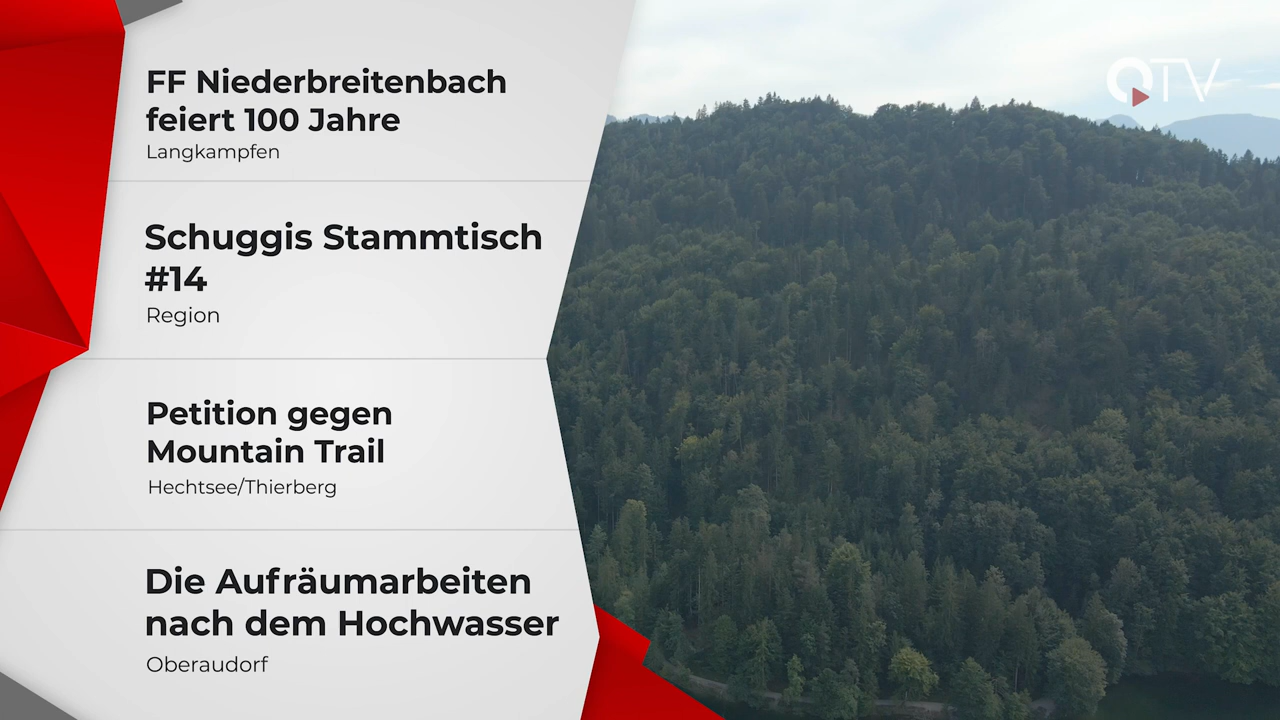 FF Niederbreitenbach
feiert 100 Jahre
Langkampfen
Schuggis Stammtisch
#14
Region
Petition gegen
Mountain Trail
Hechtsee/Thierberg
Die Aufräumarbeiten
nach dem Hochwasser
Oberaudorf
QTV